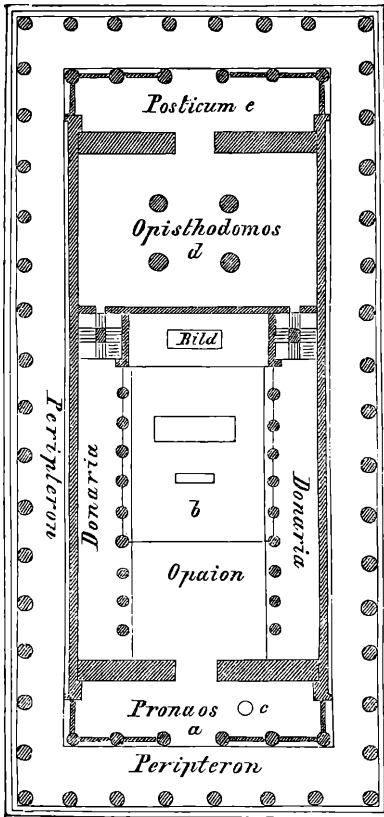 Posticum e
Opisthodomos
d
Bild
Peripteron
Donaria
Donaria
b
Opaion
Pronaos c
a
Peripteron